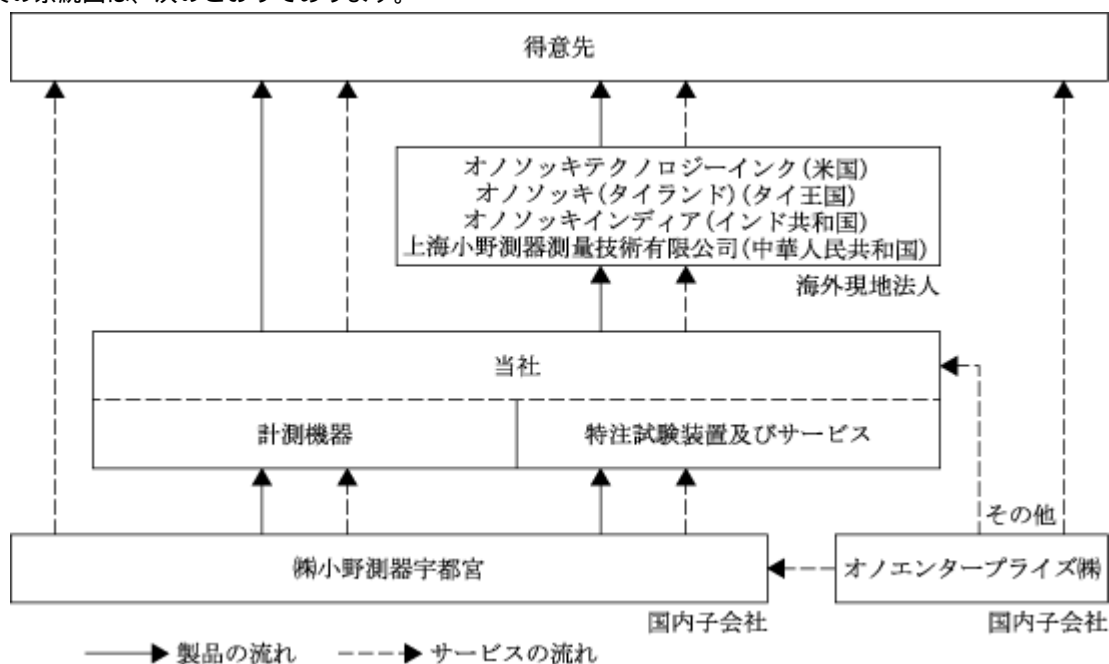 得意先
オノソッキテクノロジーインク(米国)
オノソッキ(タイランド)(タイ王国)
オノソッキインディア(インド共和国)
上海小野測器測量技術有限公司(中華人民共和国)
海外現地法人
当社
計測機器
特注試験装置及びサービス
その他
㈱小野測器宇都宮
オノエンタープライズ㈱
国内子会社
国内子会社
製品の流れ
サービスの流れ